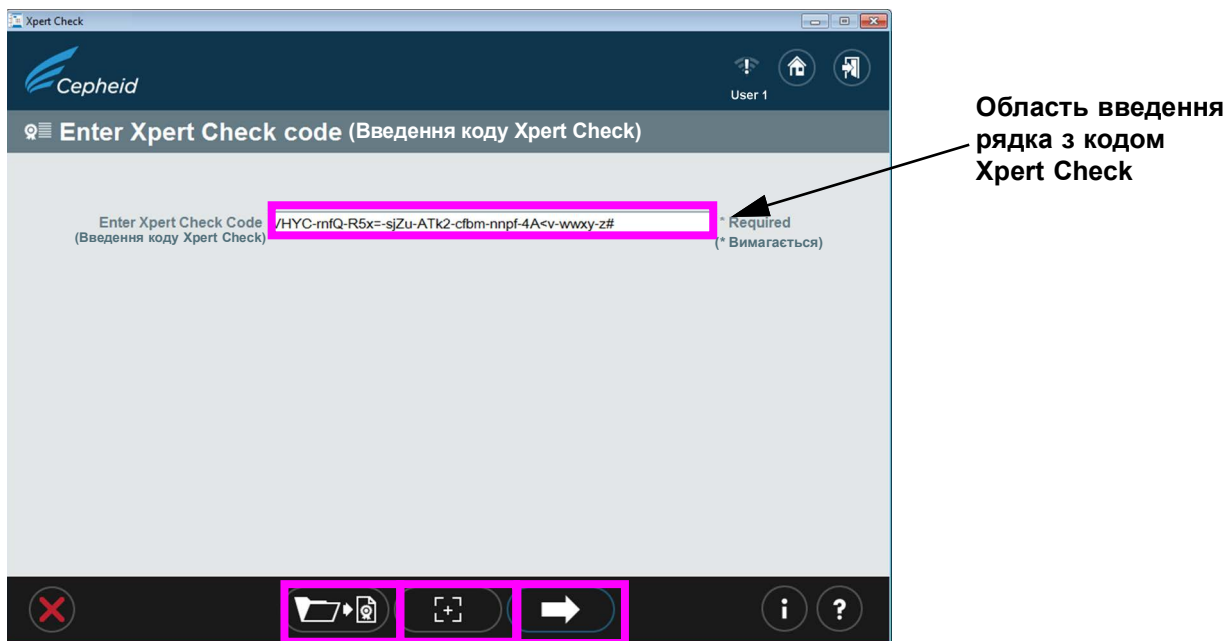 Xpert Check
Cepheid
User 1
Enter Xpert Check code (Введення коду Xpert Check)
Область введення
рядка з кодом
Xpert Check
Enter Xpert Check Code
/HYC-rnfQ-R5x=-sjZu-ATk2-cfbm-nnpf-4A<v-wwxy-z#
* Required
(Введення коду Xpert Check)
(* Вимагається)
i
?